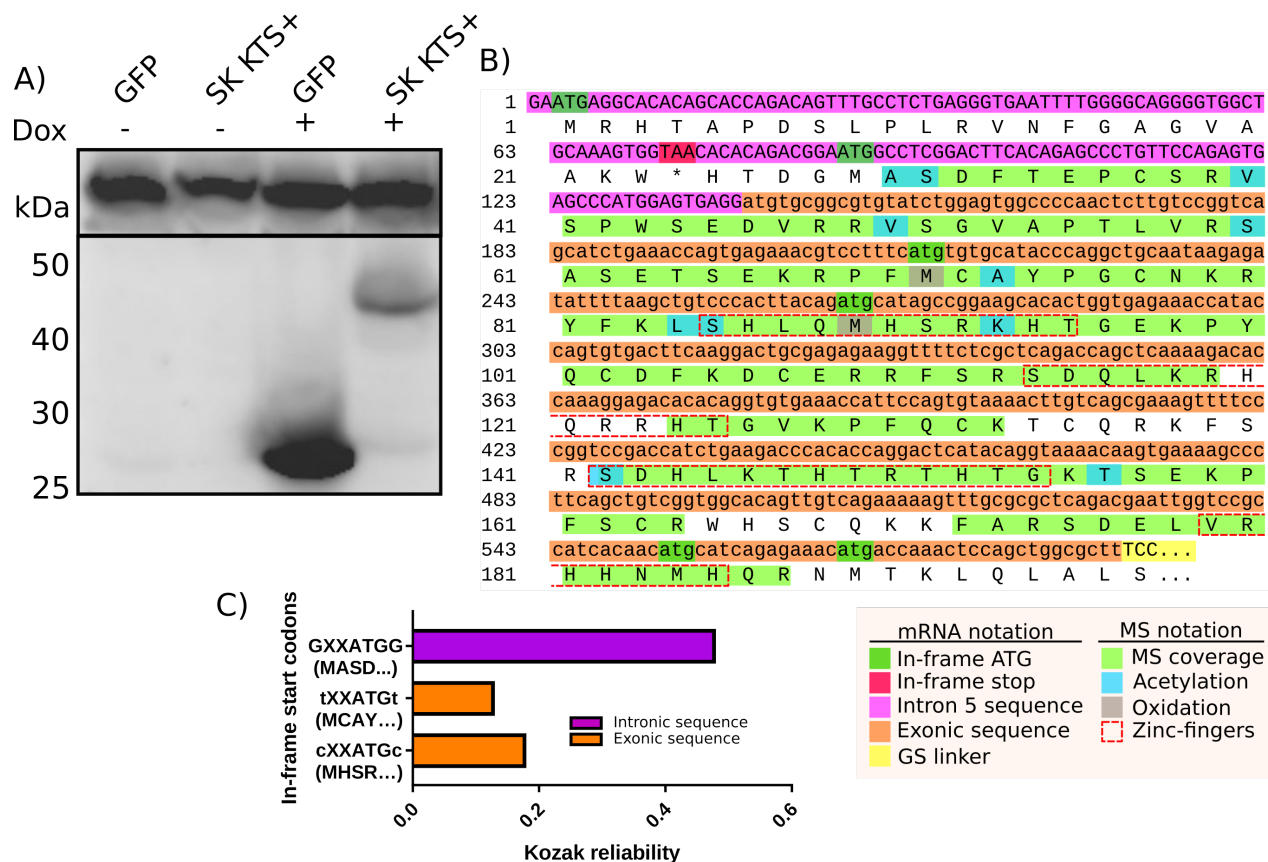 A)
GFP
SK KTS+
GFP
SK KTS+
Dox - - + +
kDa
50
40
30
25
B)
1 GAATGAGGCACACAGCACCAGACAGTTTGCCTCTGAGGGTGAATTTTGGGGCAGGGGTGGCT
1 M R H T A P D S L P L R V N F G A G V A
63 GCAAAGTGGTAACACACAGACGGAATGGCCTCGGACTTCACAGAGCCCTGTTCCAGAGTG
21 A K W * H T D G M A S D F T E P C S R V
123 AGCCCATGGAGTGAGGatgtgcggcgtgtatctggagtggccccaactcttgtccggtca
41 S P W S E D V R R V S G V A P T L V R S
183 gcatctgaaaccagtgagaaacgtcctttcatgtgtgcatacccaggctgcaataagaga
61 A S E T S E K R P F M C A Y P G C N K R
243 tattttaagctgtcccacttacagatgcatagccggaagcacactggtgagaaaccatac
81 Y F K L S H L Q M H S R K H T G E K P Y
303 cagtgtgacttcaaggactgcgagagaaggttttctcgctcagaccagctcaaaagacac
101 Q C D F K D C E R R F S R S D Q L K R H
363 caaaggagacacacaggtgtgaaaccattccagtgtaaaacttgtcagcgaaagttttcc
121 Q R R H T G V K P F Q C K T C Q R K F S
423 cggtccgaccatctgaagacccacaccaggactcatacaggtaaaacaagtgaaaagccc
141 R S D H L K T H T R T H T G K T S E K P
483 ttcagctgtcggtggcacagttgtcagaaaaagtttgcgcgctcagacgaattggtccgc
161 F S C R W H S C Q K K F A R S D E L V R
543 catcacaacatgcatcagagaaacatgaccaaactccagctggcgcttTCC...
181 H H N M H Q R N M T K L Q L A L S ...
C)
In-frame start codons
GXXATGG
(MASD...)
tXXATGt
(MCAY...)
cXXATGc
(MHSR...)
Intronic sequence
Exonic sequence
0.0 0.2 0.4 0.6
Kozak reliability
mRNA notation
In-frame ATG
In-frame stop
Intron 5 sequence
Exonic sequence
GS linker
MS notation
MS coverage
Acetylation
Oxidation
Zinc-fingers